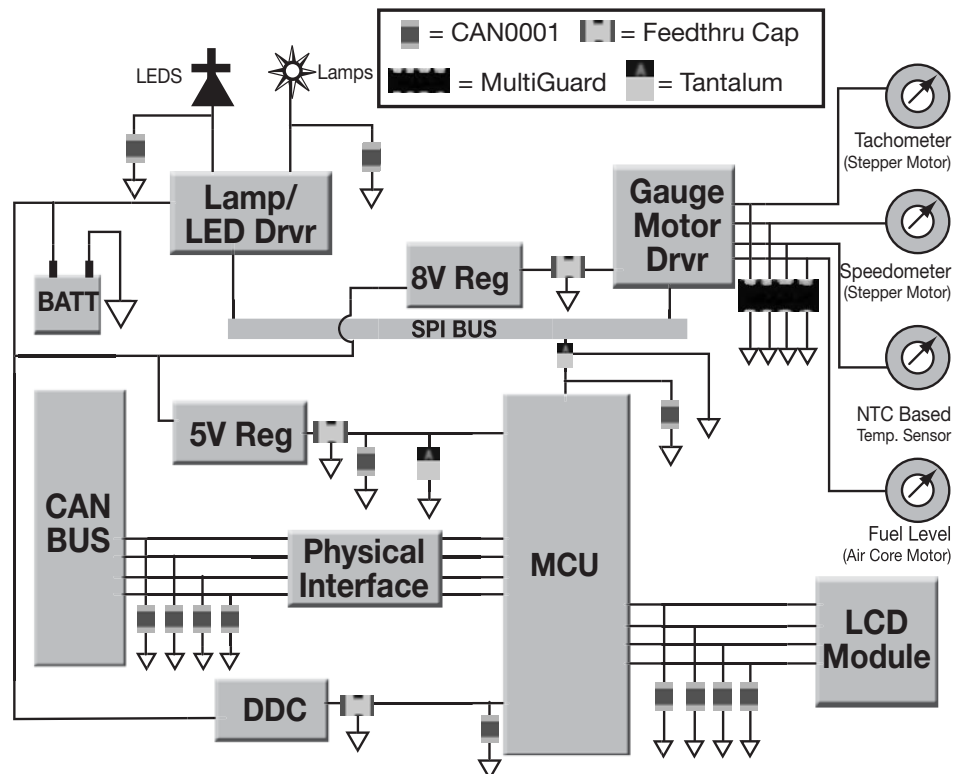 = CAN0001 = Feedthru Cap
= MultiGuard = Tantalum
LEDS
Lamps
Lamp/
LED Drvr
Gauge
Motor
Drvr
Tachometer
(Stepper Motor)
8V Reg
BATT
Speedometer
(Stepper Motor)
SPI BUS
5V Reg
NTC Based
Temp. Sensor
CAN
BUS
Physical
Interface
MCU
Fuel Level
(Air Core Motor)
LCD
Module
DDC